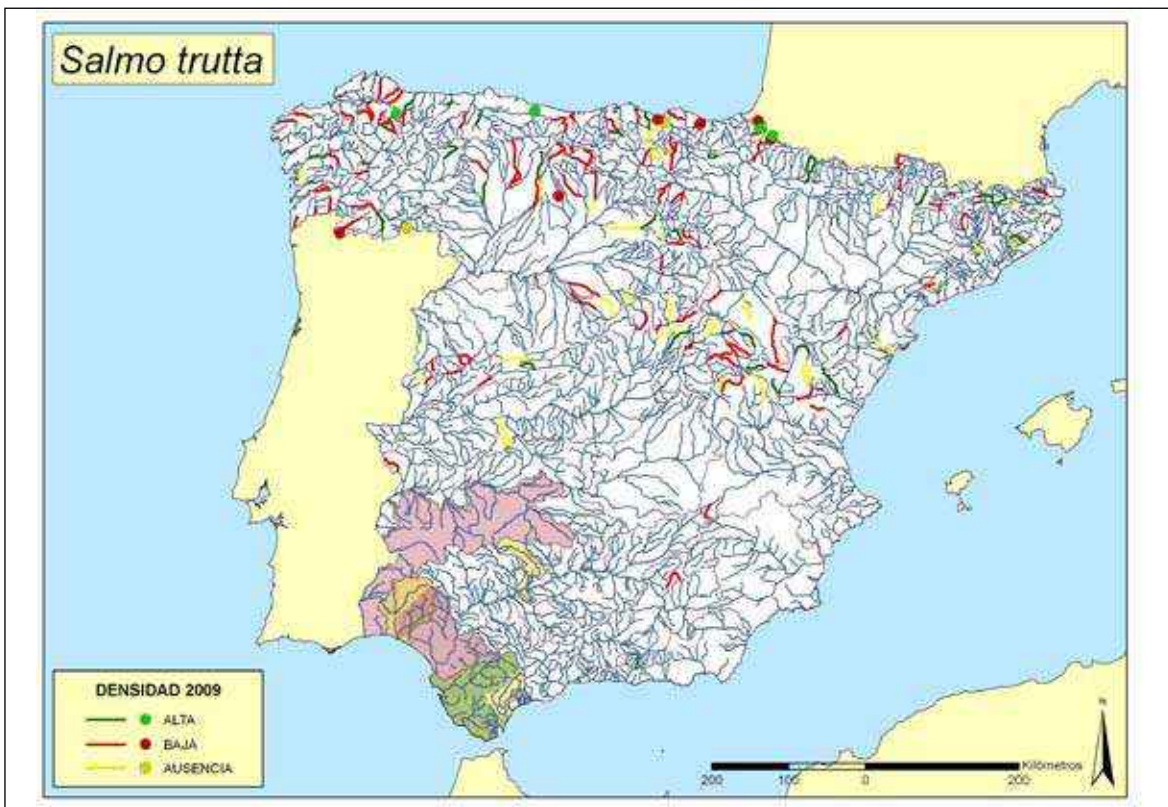 Salmo trutta
DENSIDAD 2009
ALTA
BAJA
AUSENCIA
N
Kilómetros
200 100 0 200